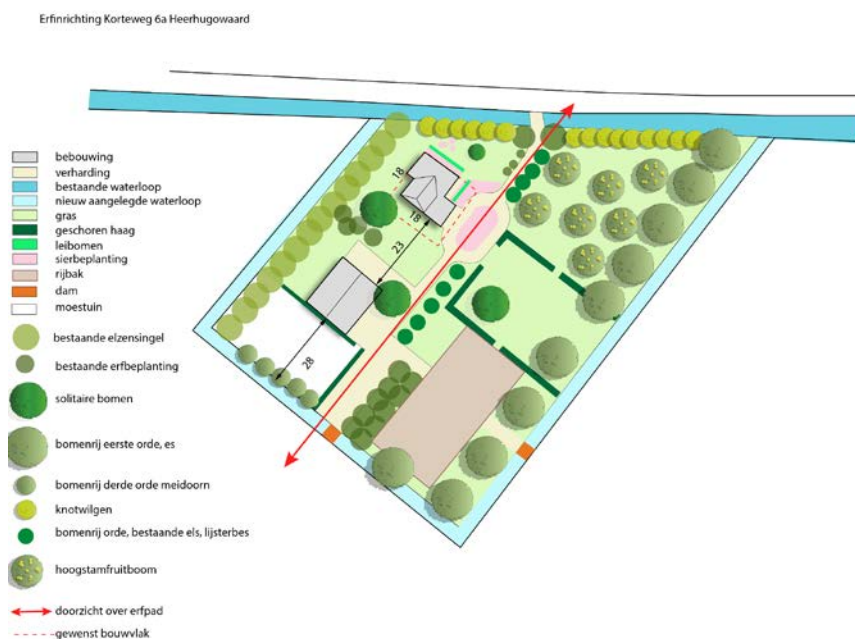 Erfinrichting Korteweg 6a Heerhugowaard
bebouwing
verharding
bestaande waterloop
nieuw aangelegde waterloop
gras
geschoren haag
leibomen
sierbeplanting
rijbak
dam
moestuin
bestaande elzensingel
bestaande erfbeplanting
solitaire bomen
bomenrij eerste orde, es
bomenrij derde orde meidoorn
knotwilgen
bomenrij orde, bestaande els, lijsterbes
hoogstamfruitboom
doorzicht over erfpad
gewenst bouwvlak
18
18
23
28